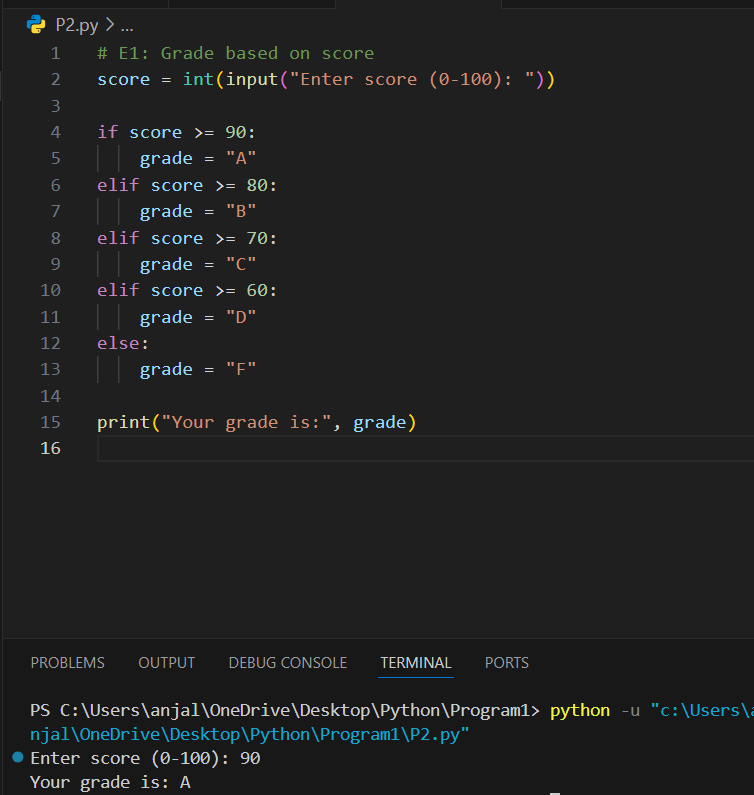 P2.py > ...
1 # E1: Grade based on score
2 score = int(input("Enter score (0-100): "))
3
4 if score >= 90:
5     grade = "A"
6 elif score >= 80:
7     grade = "B"
8 elif score >= 70:
9     grade = "C"
10 elif score >= 60:
11     grade = "D"
12 else:
13     grade = "F"
14
15 print("Your grade is:", grade)
16
PROBLEMS OUTPUT DEBUG CONSOLE TERMINAL PORTS
PS C:\Users\anjal\OneDrive\Desktop\Python\Program1> python -u "c:\Users\a
njal\OneDrive\Desktop\Python\Program1\P2.py"
Enter score (0-100): 90
Your grade is: A